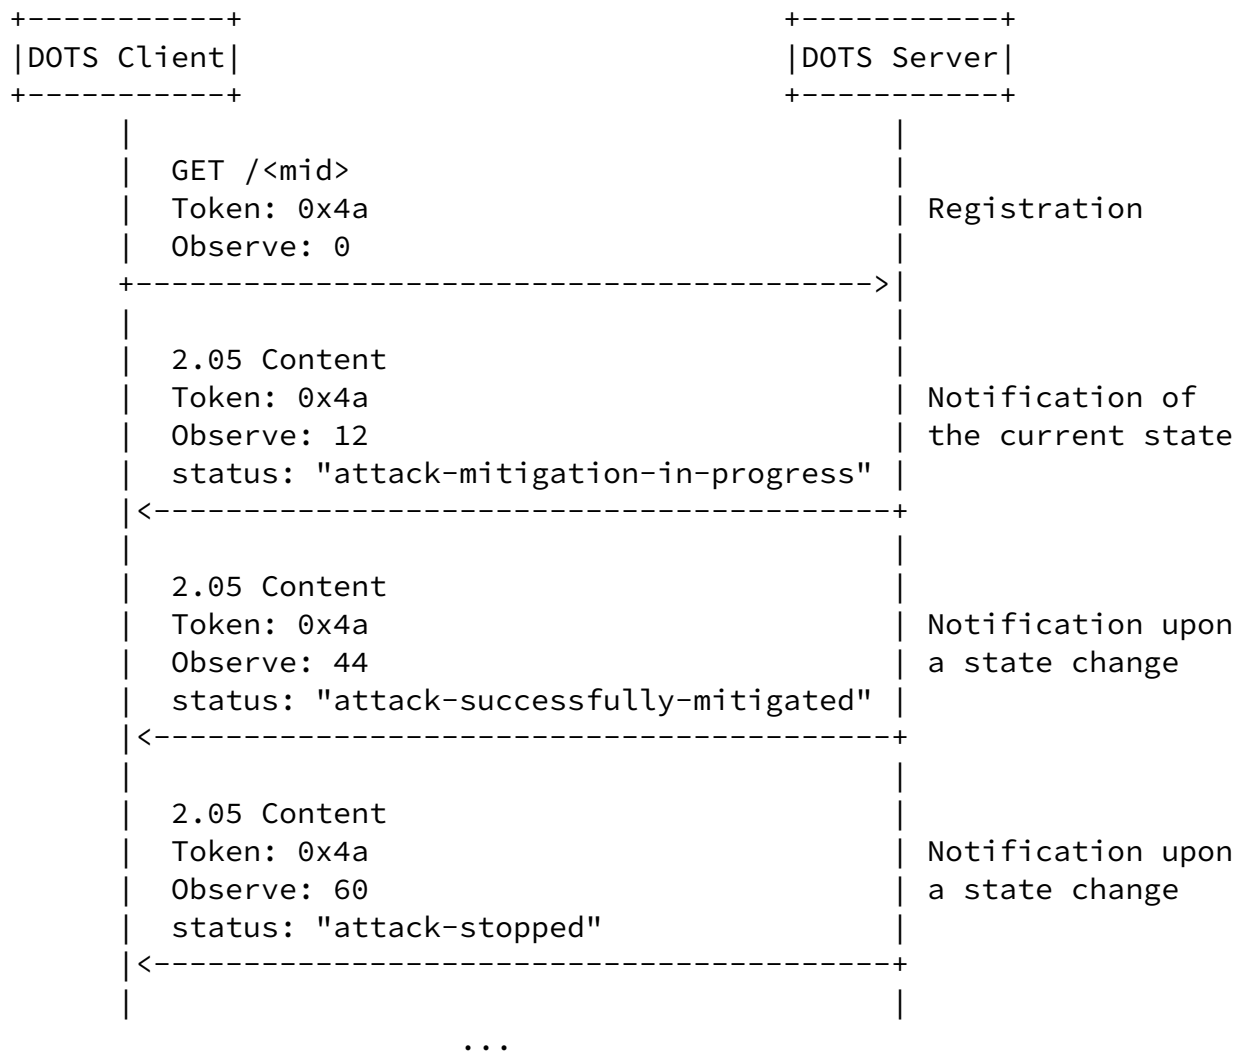 +-----------+                              +-----------+
|DOTS Client|                              |DOTS Server|
+-----------+                              +-----------+
      |                                          |
      |  GET /<mid>                              |
      |  Token: 0x4a                             | Registration
      |  Observe: 0                              |
      +----------------------------------------->|
      |                                          |
      |  2.05 Content                            |
      |  Token: 0x4a                             | Notification of
      |  Observe: 12                             | the current state
      |  status: "attack-mitigation-in-progress" |
      |<-----------------------------------------+
      |                                          |
      |  2.05 Content                            |
      |  Token: 0x4a                             | Notification upon
      |  Observe: 44                             | a state change
      |  status: "attack-successfully-mitigated" |
      |<-----------------------------------------+
      |                                          |
      |  2.05 Content                            |
      |  Token: 0x4a                             | Notification upon
      |  Observe: 60                             | a state change
      |  status: "attack-stopped"                |
      |<-----------------------------------------+
      |                                          |
                         ...